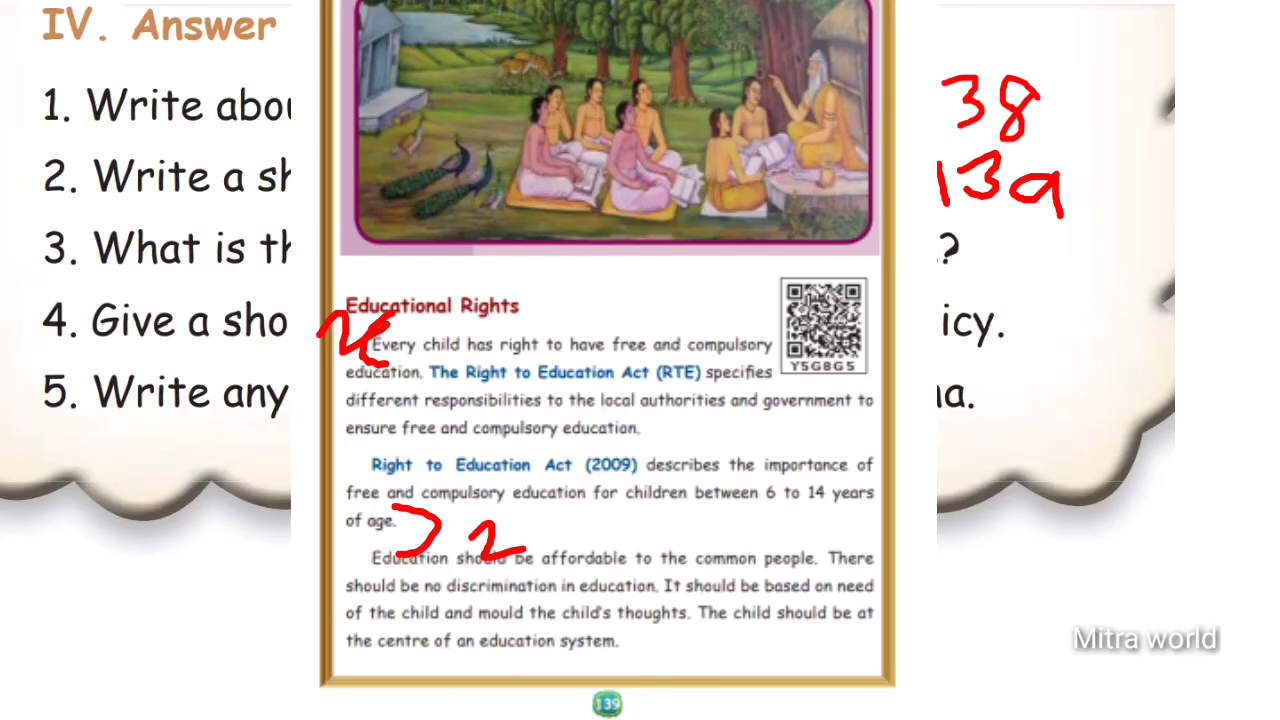 IV. Answer
1. Write abou
38
2. Write a sh
139
3. What is th
?
4. Give a sho
icy.
5. Write any
na.
Educational Rights
Every child has right to have free and compulsory
education. The Right to Education Act (RTE) specifies
different responsibilities to the local authorities and government to
ensure free and compulsory education.
Y5G8G5
Right to Education Act (2009) describes the importance of
free and compulsory education for children between 6 to 14 years
of age.
2
Education should be affordable to the common people. There
should be no discrimination in education. It should be based on need
of the child and mould the child's thoughts. The child should be at
the centre of an education system.
139
Mitra world